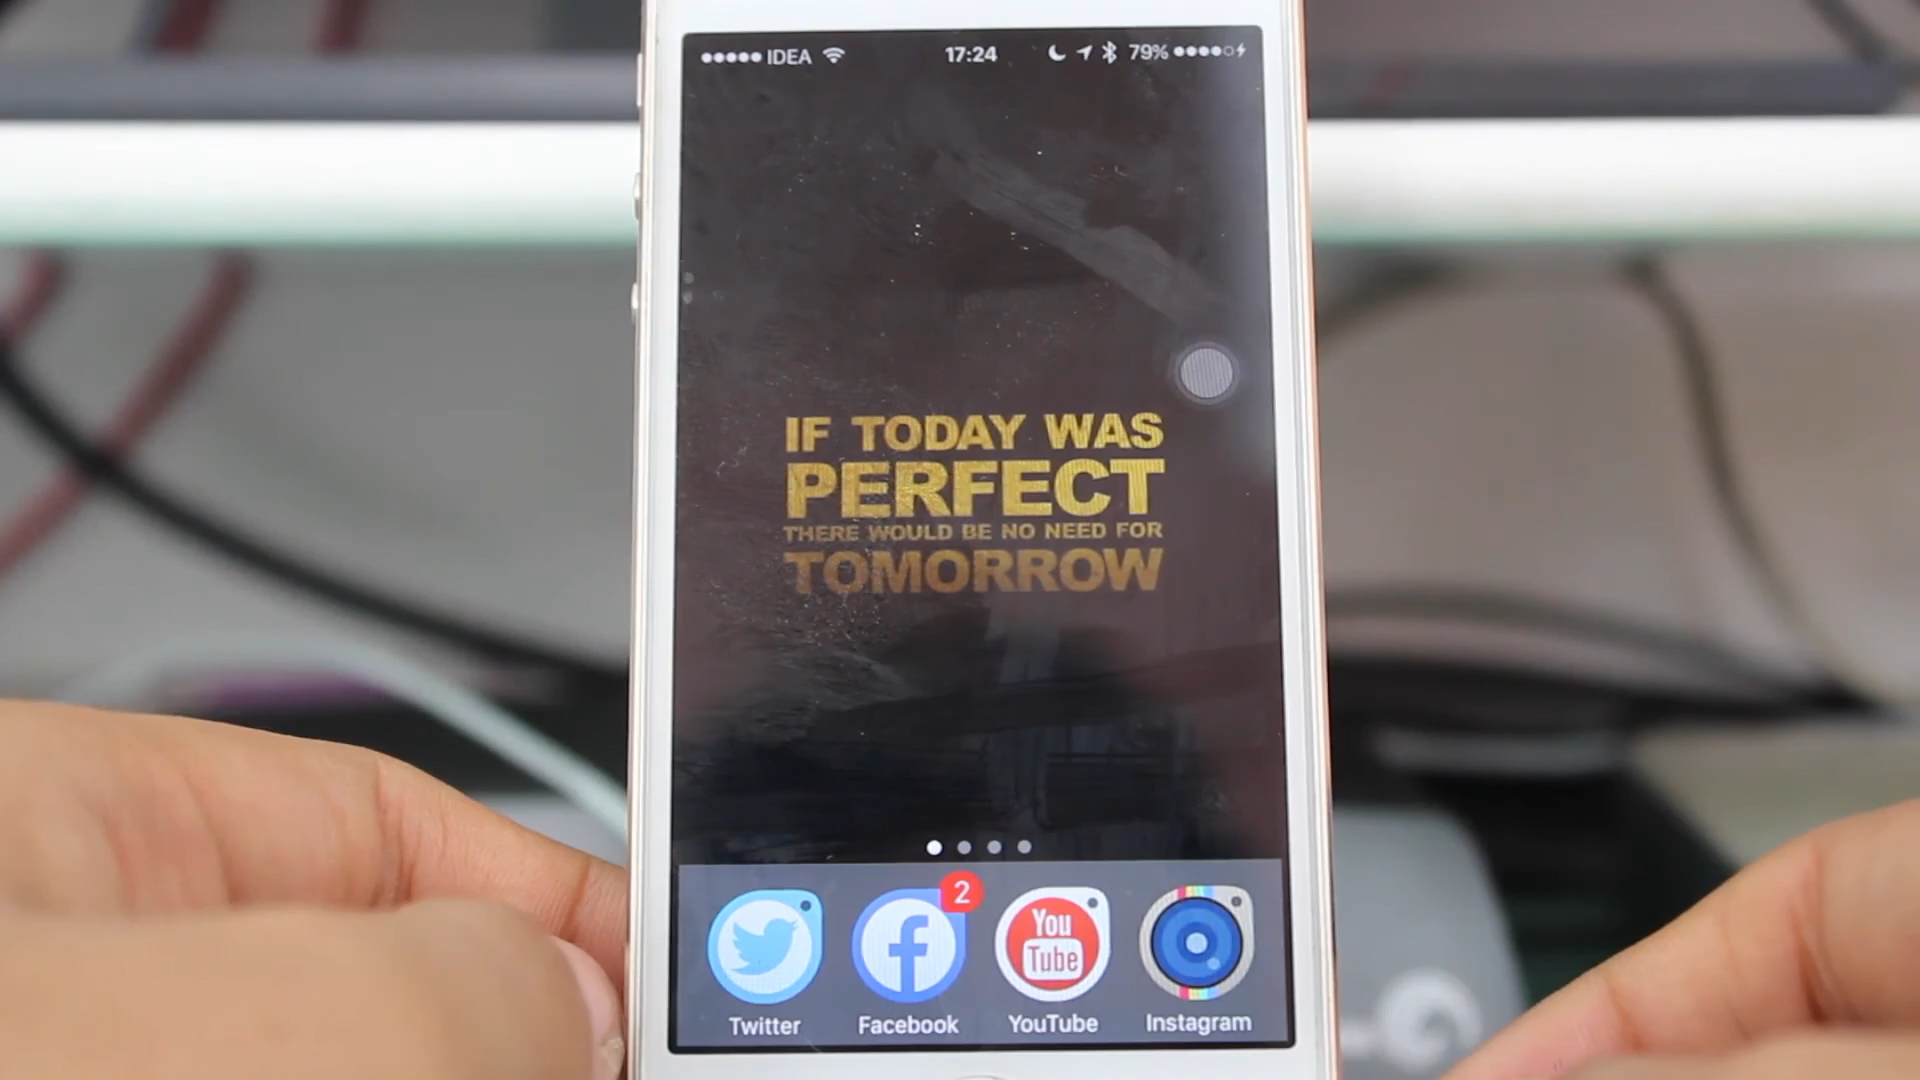 IDEA 17:24 79%
IF TODAY WAS
PERFECT
THERE WOULD BE NO NEED FOR
TOMORROW
2
You
Tube
Twitter Facebook YouTube Instagram